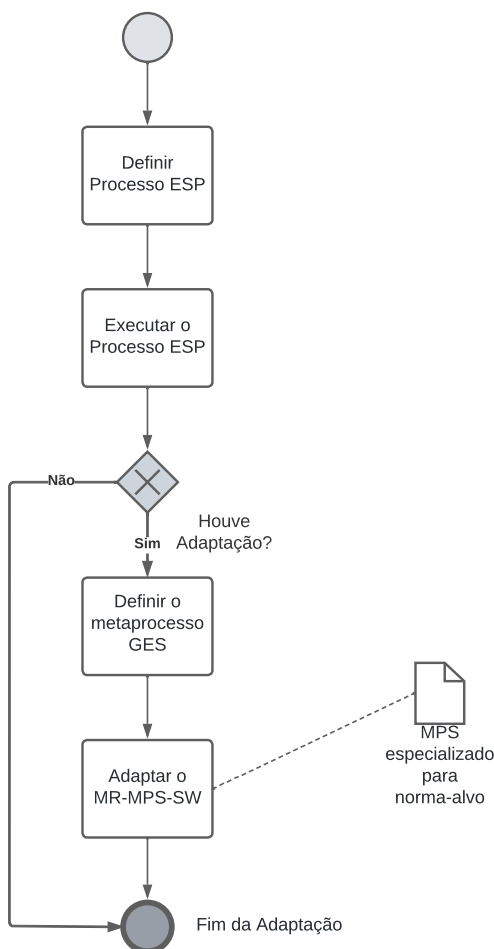 Definir
Processo ESP
Executar o
Processo ESP
Não
Houve
Adaptação?
Sim
Definir o
metaprocesso
GES
MPS
especializado
para
norma-alvo
Adaptar o
MR-MPS-SW
Fim da Adaptação